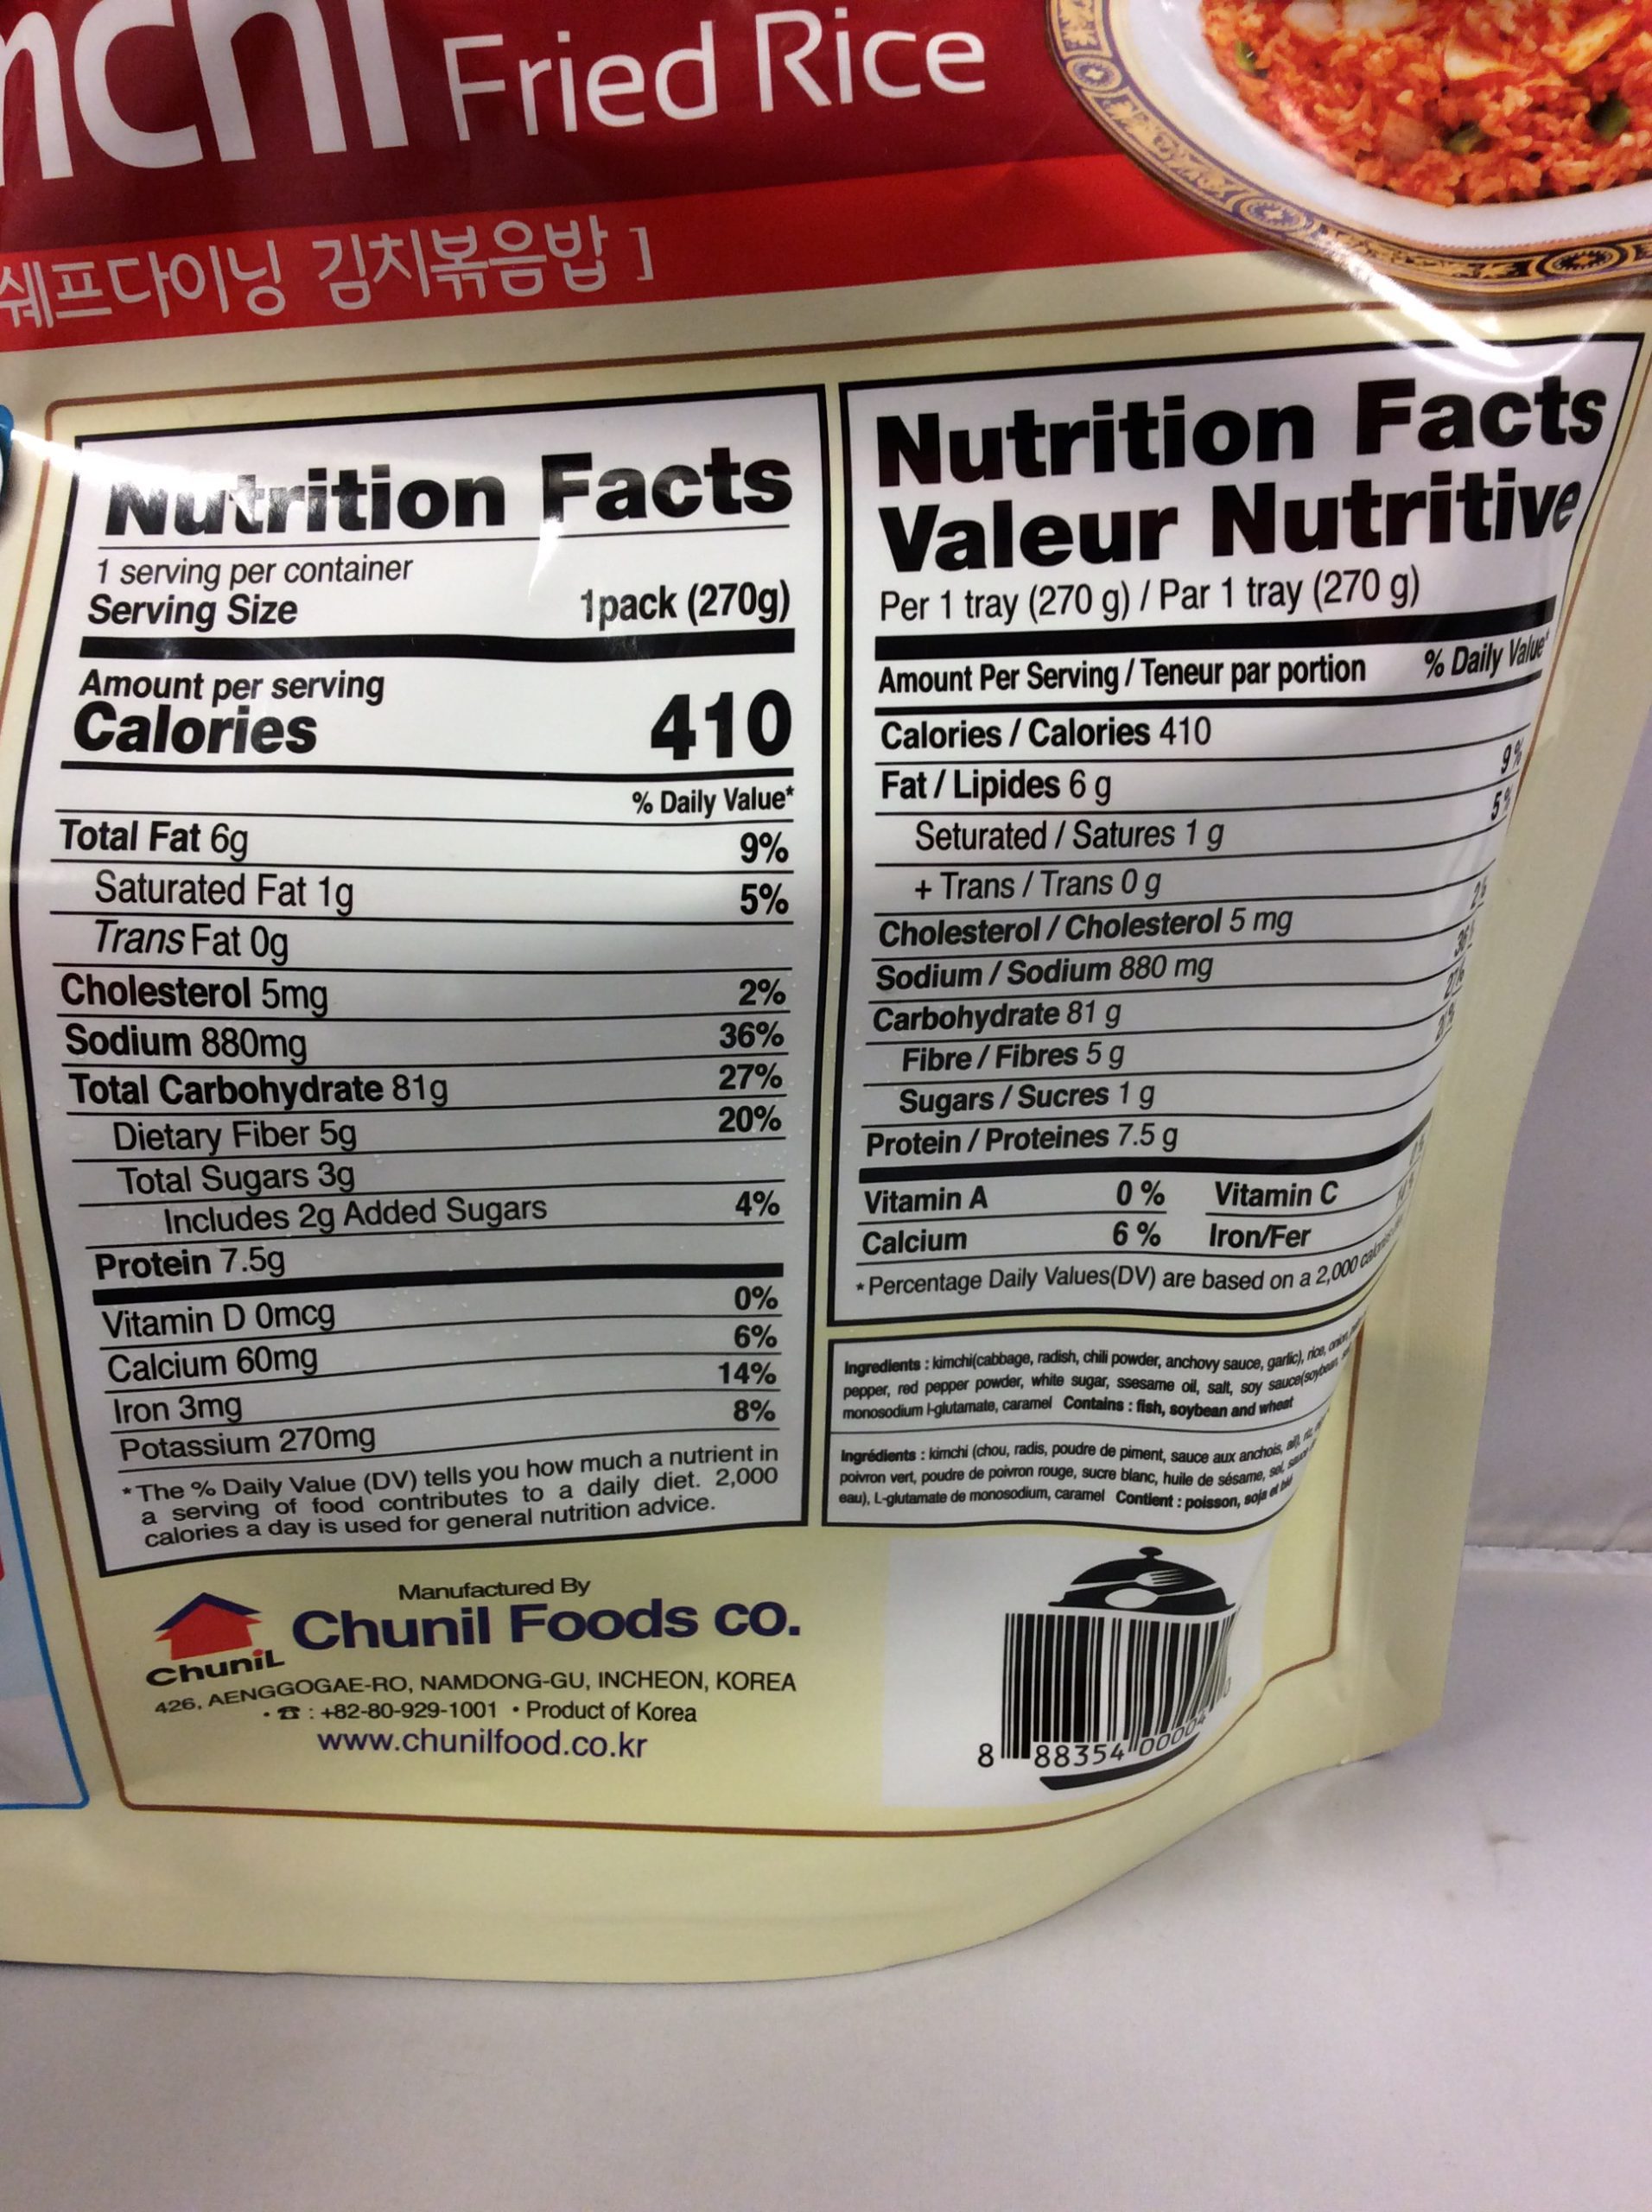 Fried Rice
쉐프다이닝 김치볶음밥 ]
Nutrition Facts
1 serving per container
Serving Size 1pack (270g)
Amount per serving
Calories 410
% Daily Value*
Total Fat 6g 9%
Saturated Fat 1g 5%
Trans Fat 0g
Cholesterol 5mg 2%
Sodium 880mg 36%
Total Carbohydrate 81g 27%
Dietary Fiber 5g 20%
Total Sugars 3g
Includes 2g Added Sugars 4%
Protein 7.5g
Vitamin D 0mcg 0%
Calcium 60mg 6%
Iron 3mg 14%
Potassium 270mg 8%
* The % Daily Value (DV) tells you how much a nutrient in
a serving of food contributes to a daily diet. 2,000
calories a day is used for general nutrition advice.
Manufactured By
Chunil Foods co.
chuniL
426, AENGGOGAE-RO, NAMDONG-GU, INCHEON, KOREA
• ☎ : +82-80-929-1001 • Product of Korea
www.chunilfood.co.kr
Nutrition Facts
Valeur Nutritive
Per 1 tray (270 g) / Par 1 tray (270 g)
Amount Per Serving / Teneur par portion % Daily Value*
Calories / Calories 410
Fat / Lipides 6 g 9%
Seturated / Satures 1 g 5%
+ Trans / Trans 0 g
Cholesterol / Cholesterol 5 mg
Sodium / Sodium 880 mg
Carbohydrate 81 g
Fibre / Fibres 5 g
Sugars / Sucres 1 g
Protein / Proteines 7.5 g
Vitamin A 0 % Vitamin C
Calcium 6 % Iron/Fer
* Percentage Daily Values(DV) are based on a 2,000
Ingredients : kimchi(cabbage, radish, chili powder, anchovy sauce, garlic), rice, onion,
pepper, red pepper powder, white sugar, ssesame oil, salt, soy sauce(soybean,
monosodium l-glutamate, caramel Contains : fish, soybean and wheat
Ingrédients : kimchi (chou, radis, poudre de piment, sauce aux anchois, ail),
poivron vert, poudre de poivron rouge, sucre blanc, huile de sésame, sel,
eau), L-glutamate de monosodium, caramel Contient : poisson, soja et blé
8 88354 00004